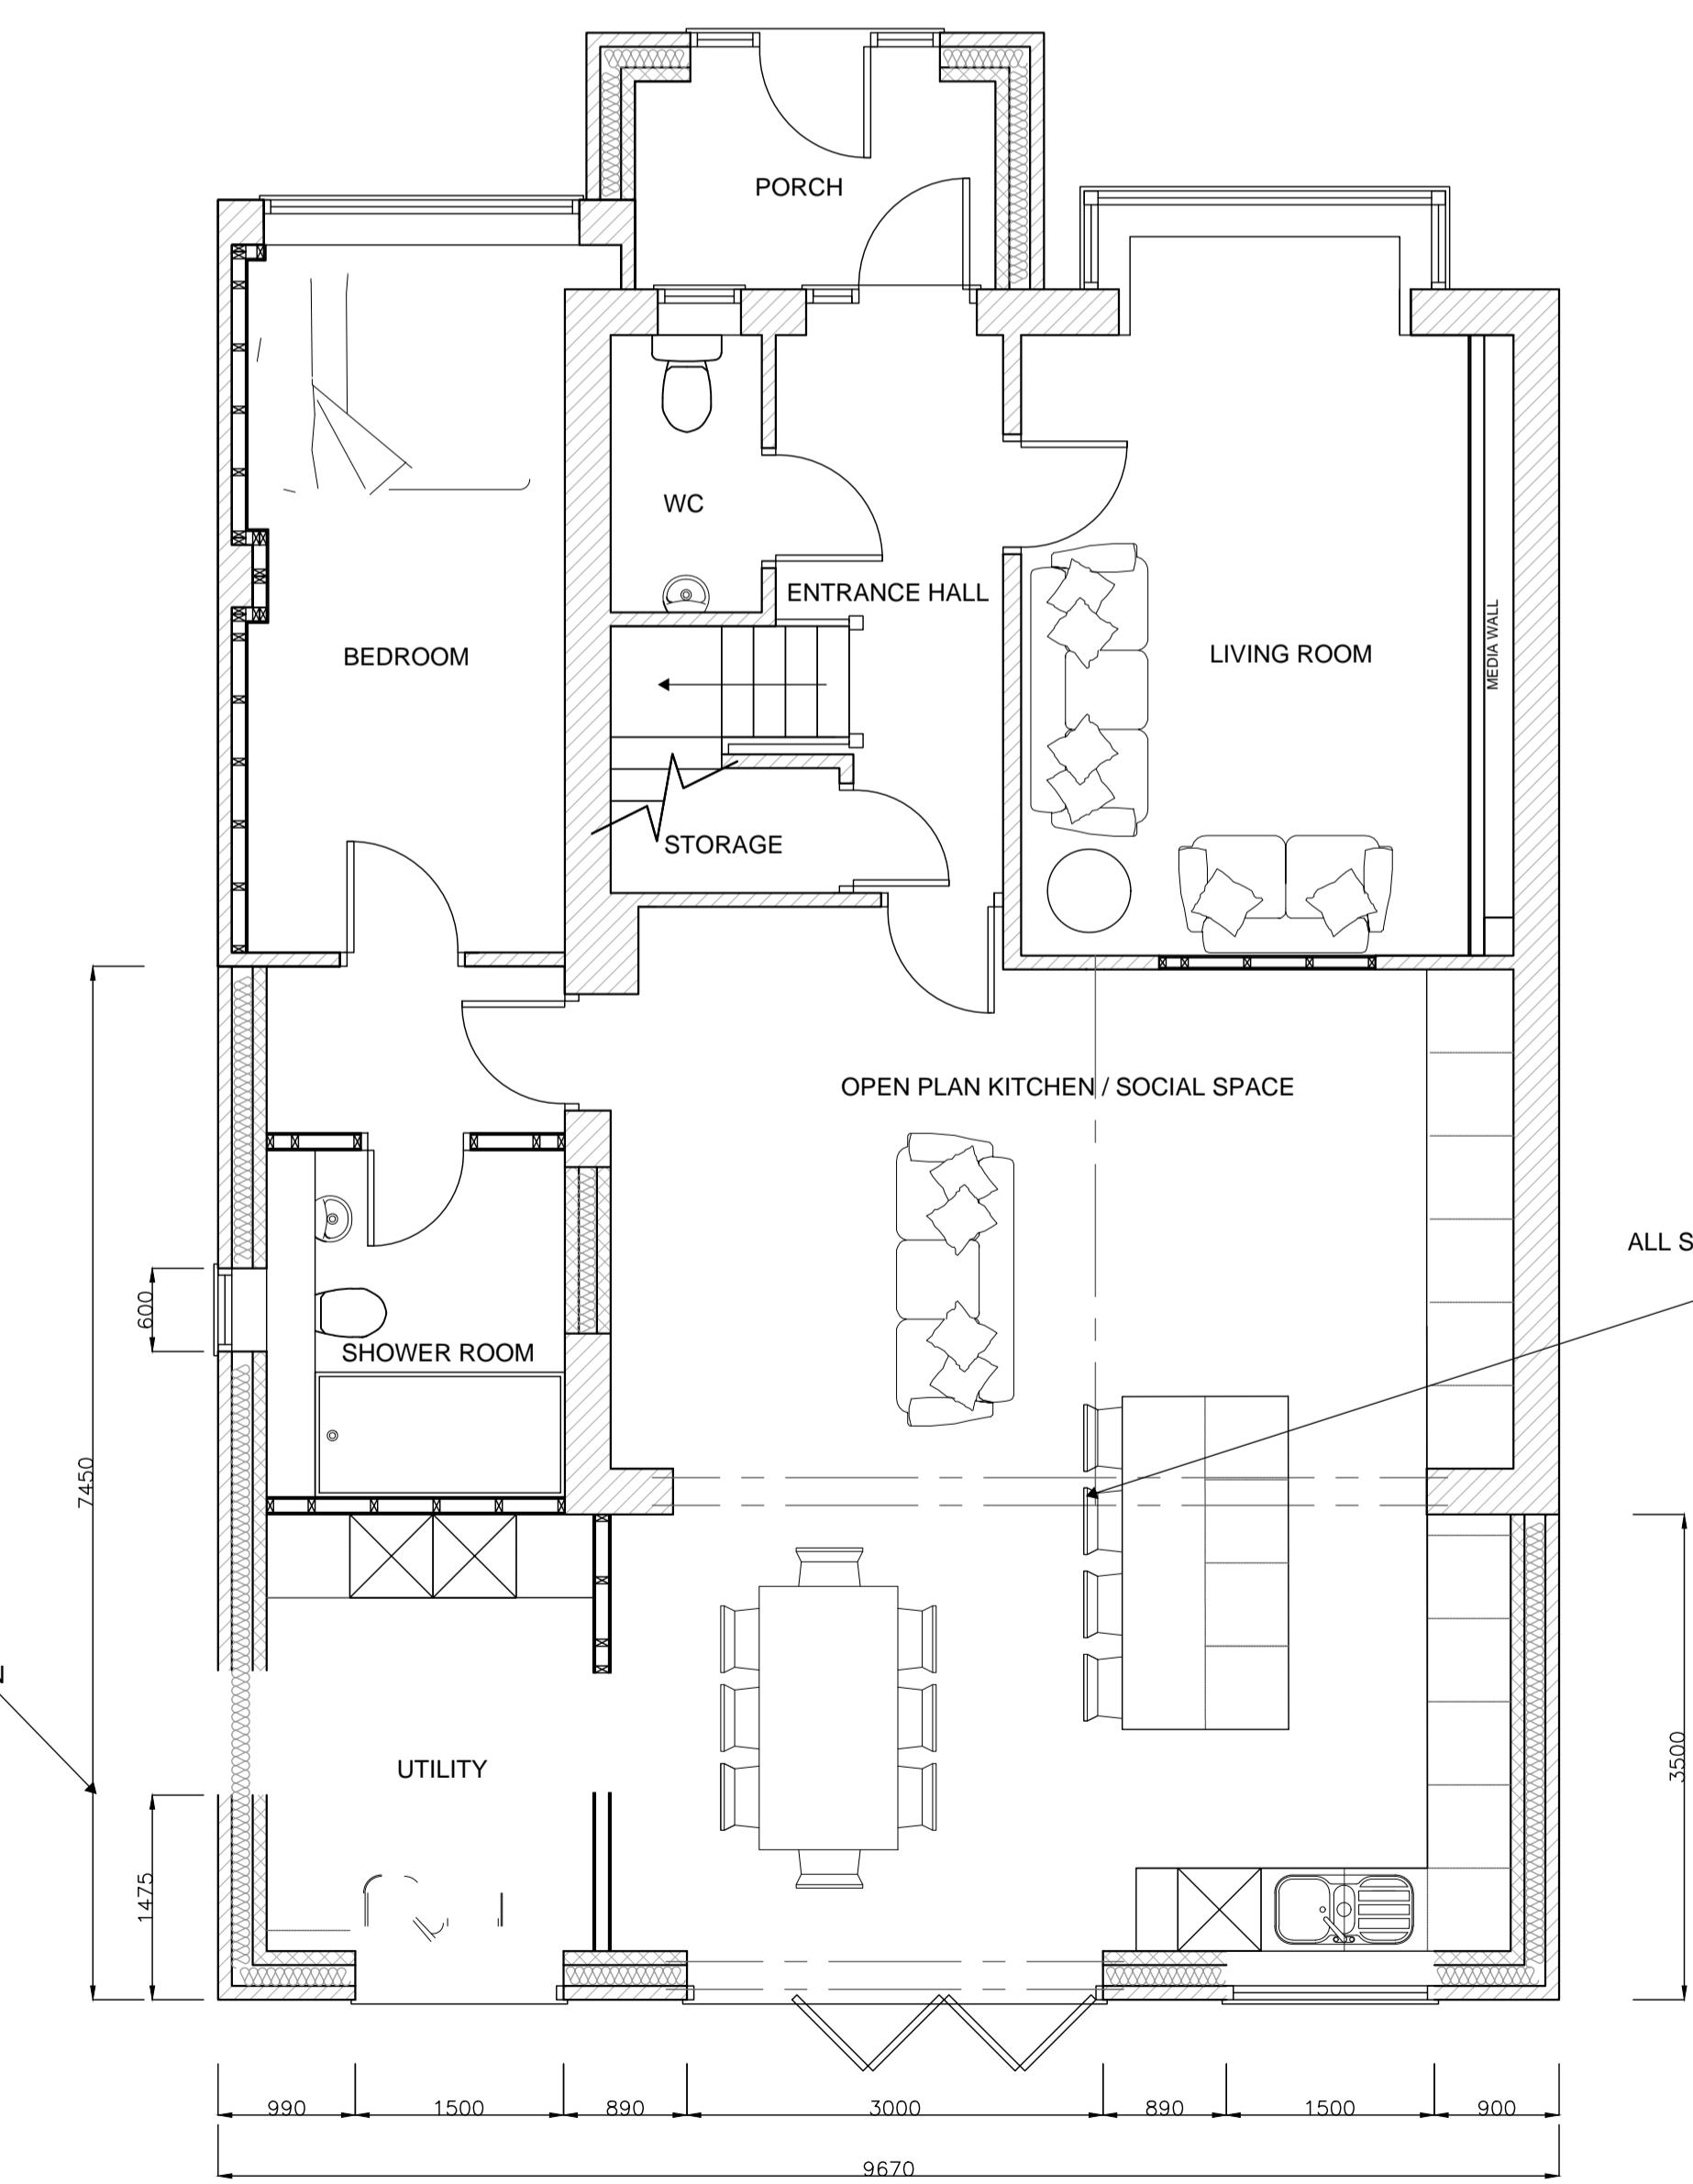 PORCH
WC
ENTRANCE HALL
BEDROOM
LIVING ROOM
MEDIA WALL
STORAGE
OPEN PLAN KITCHEN / SOCIAL SPACE
ALL S
600
SHOWER ROOM
7450
N
UTILITY
3500
1475
990
1500
890
3000
890
1500
900
9670